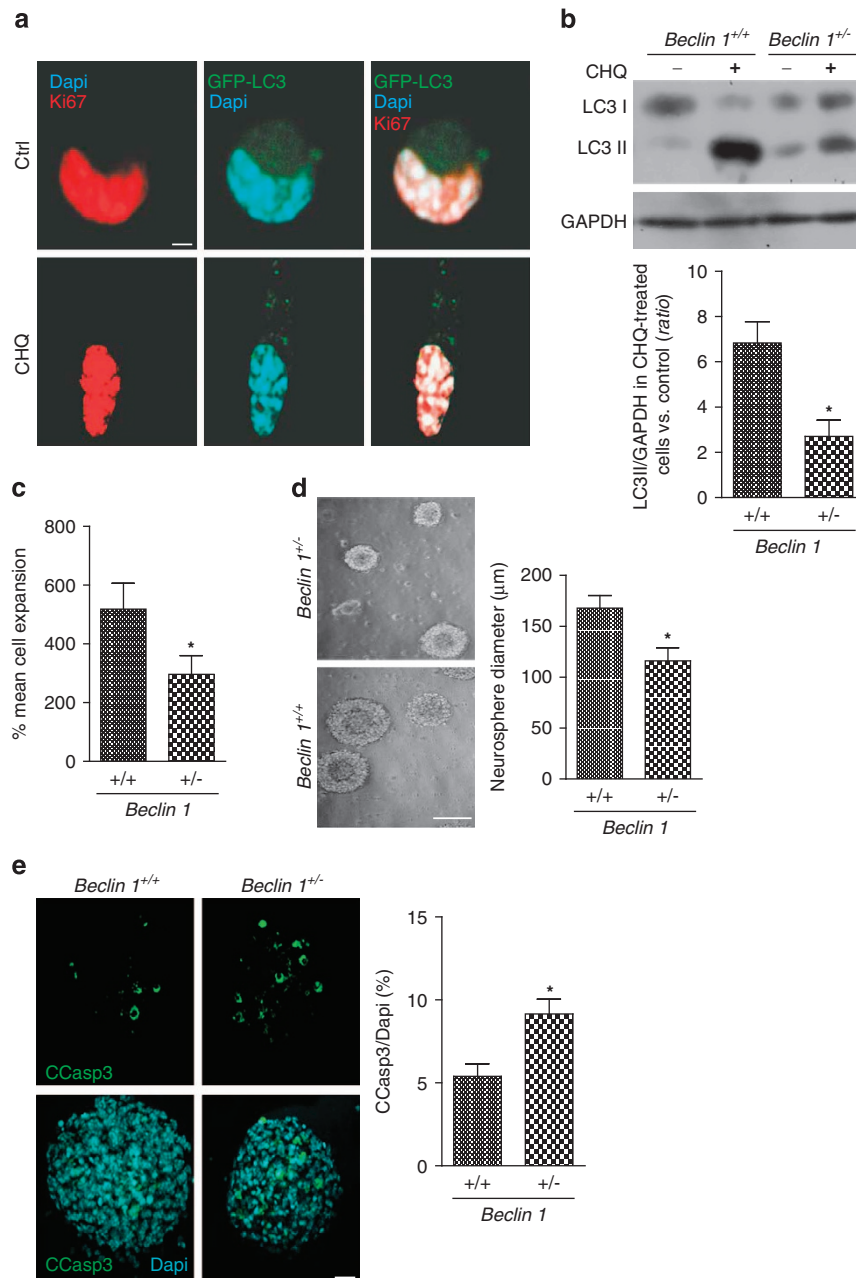 a
Dapi
Ki67
GFP-LC3
Dapi
GFP-LC3
Dapi
Ki67
Ctrl
CHQ
b
Beclin 1+/+ Beclin 1+/-
CHQ – + – +
LC3 I
LC3 II
GAPDH
LC3II/GAPDH in CHQ-treated
cells vs. control (ratio)
10
8
6
4
2
0
*
+/+ +/-
Beclin 1
c
% mean cell expansion
800
600
400
200
0
*
+/+ +/-
Beclin 1
d
Beclin 1+/-
Beclin 1+/+
Neurosphere diameter (µm)
200
150
100
50
0
*
+/+ +/-
Beclin 1
e
Beclin 1+/+ Beclin 1+/-
CCasp3
CCasp3 Dapi
CCasp3/Dapi (%)
15
10
5
0
*
+/+ +/-
Beclin 1